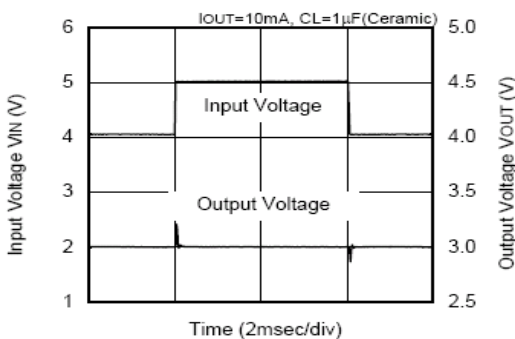 IOUT=10mA, CL=1μF(Ceramic)
6
5
4
3
2
1
Input Voltage VIN (V)
Input Voltage
Output Voltage
5.0
4.5
4.0
3.5
3.0
2.5
Output Voltage VOUT (V)
Time (2msec/div)